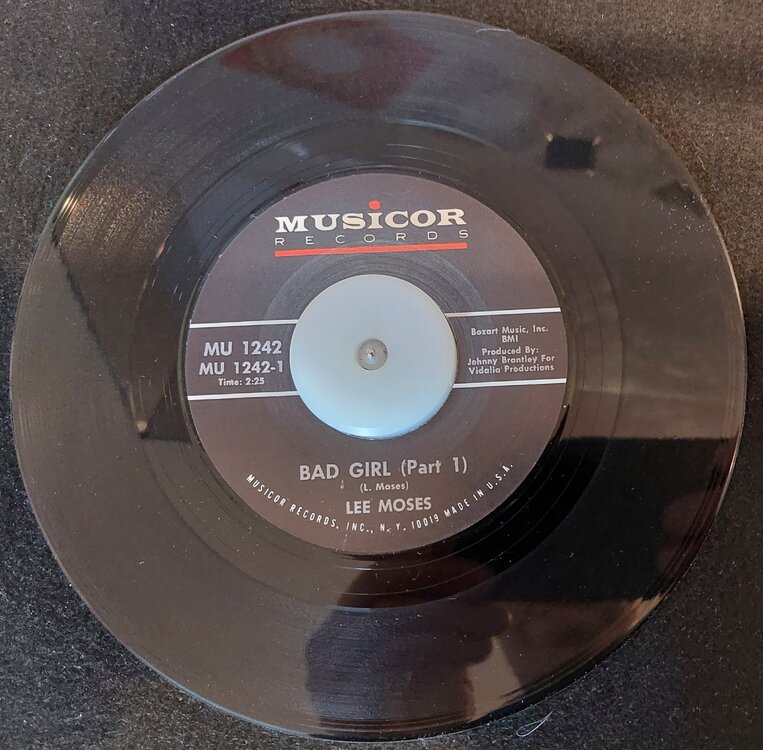 MUSICOR
RECORDS
MU 1242
MU 1242-1
Time: 2:25
Bozart Music, Inc.
BMI
Produced By:
Johnny Brantley For
Vidalia Productions
BAD GIRL (Part 1)
(L. Moses)
LEE MOSES
MUSICOR RECORDS, INC., N. Y. 10019 MADE IN U.S.A.